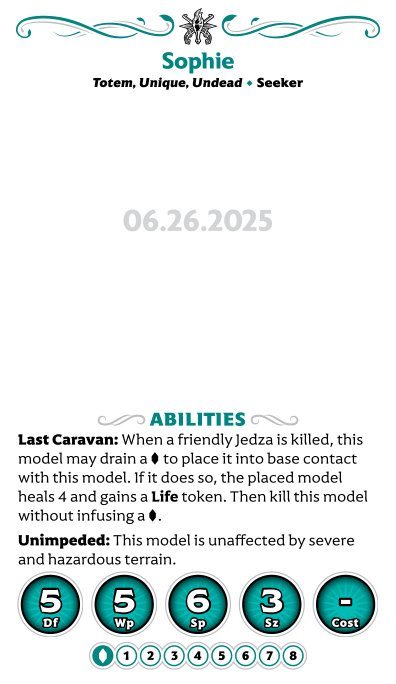 Sophie
Totem, Unique, Undead ⬥ Seeker
06.26.2025
ABILITIES
Last Caravan: When a friendly Jedza is killed, this
model may drain a ⬮ to place it into base contact
with this model. If it does so, the placed model
heals 4 and gains a Life token. Then kill this model
without infusing a ⬮.
Unimpeded: This model is unaffected by severe
and hazardous terrain.
5 5 6 3 -
Df Wp Sp Sz Cost
1 2 3 4 5 6 7 8